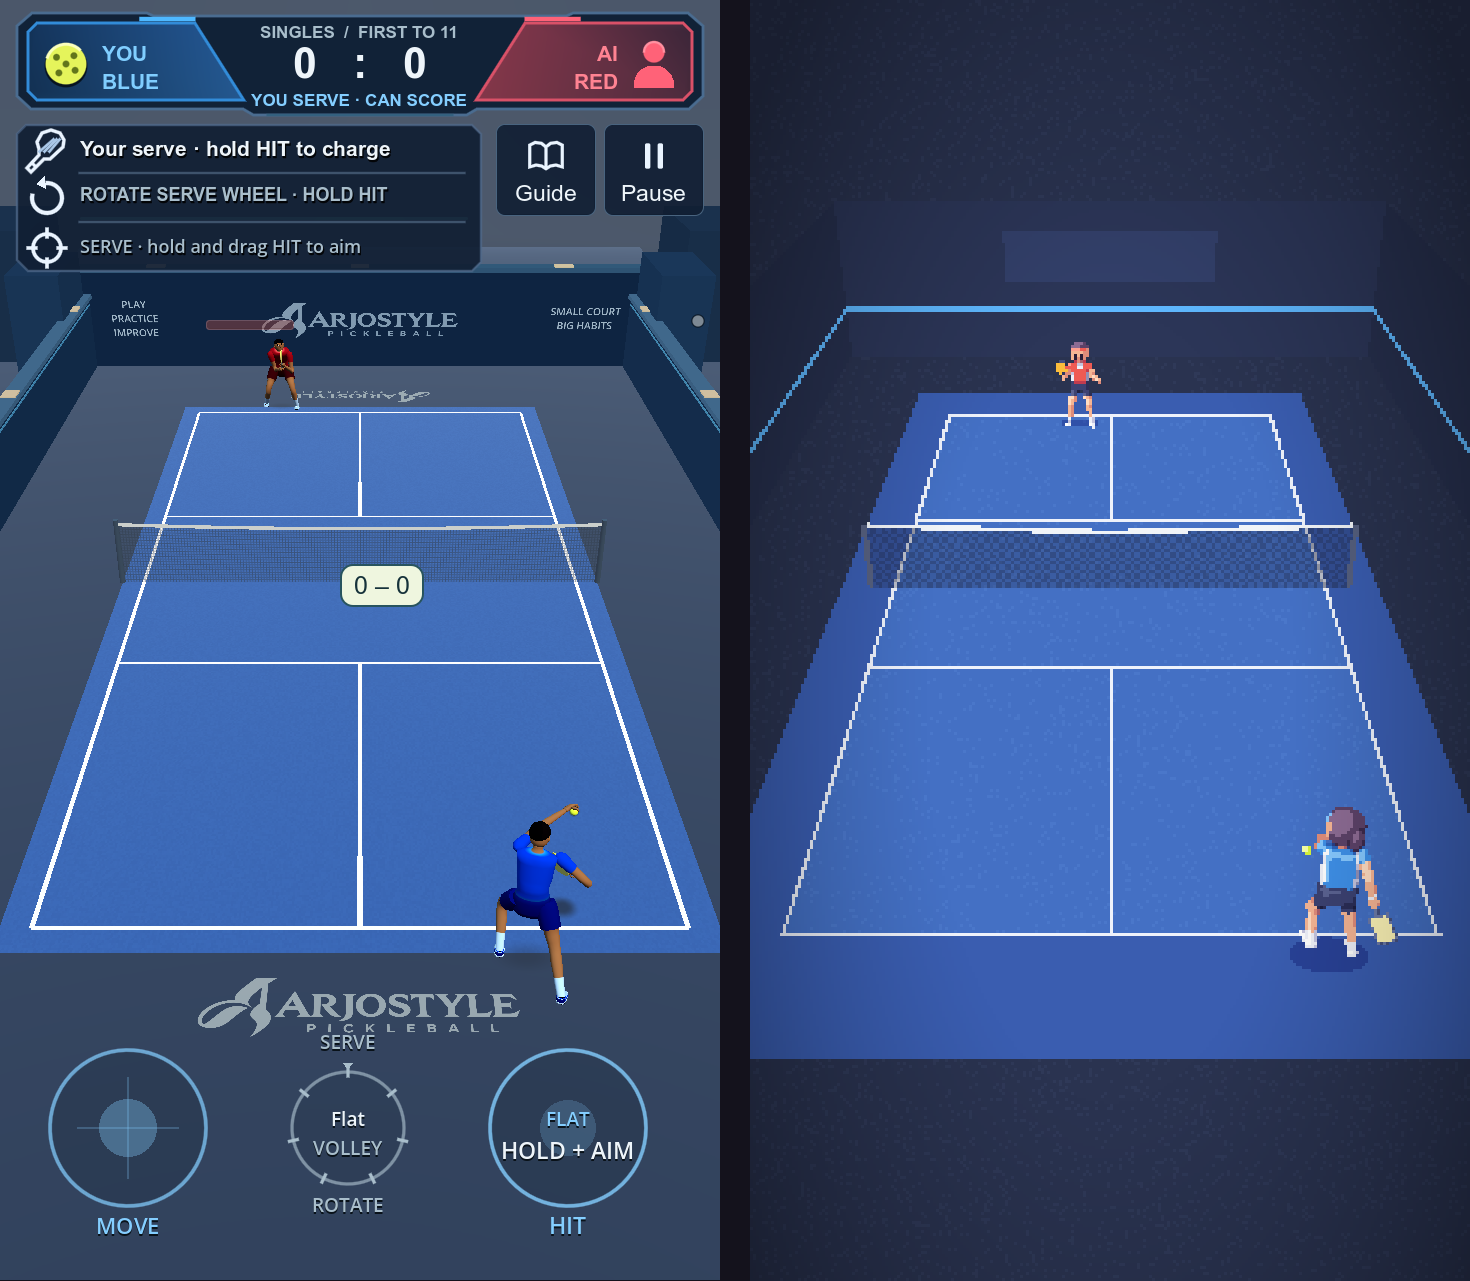 YOU
BLUE
SINGLES / FIRST TO 11
0 : 0
YOU SERVE · CAN SCORE
AI
RED
Your serve · hold HIT to charge
ROTATE SERVE WHEEL · HOLD HIT
SERVE · hold and drag HIT to aim
Guide
Pause
PLAY
PRACTICE
IMPROVE
ARJOSTYLE
PICKLEBALL
SMALL COURT
BIG HABITS
ARJOSTYLE
0 – 0
ARJOSTYLE
PICKLEBALL
SERVE
Flat
VOLLEY
ROTATE
MOVE
FLAT
HOLD + AIM
HIT